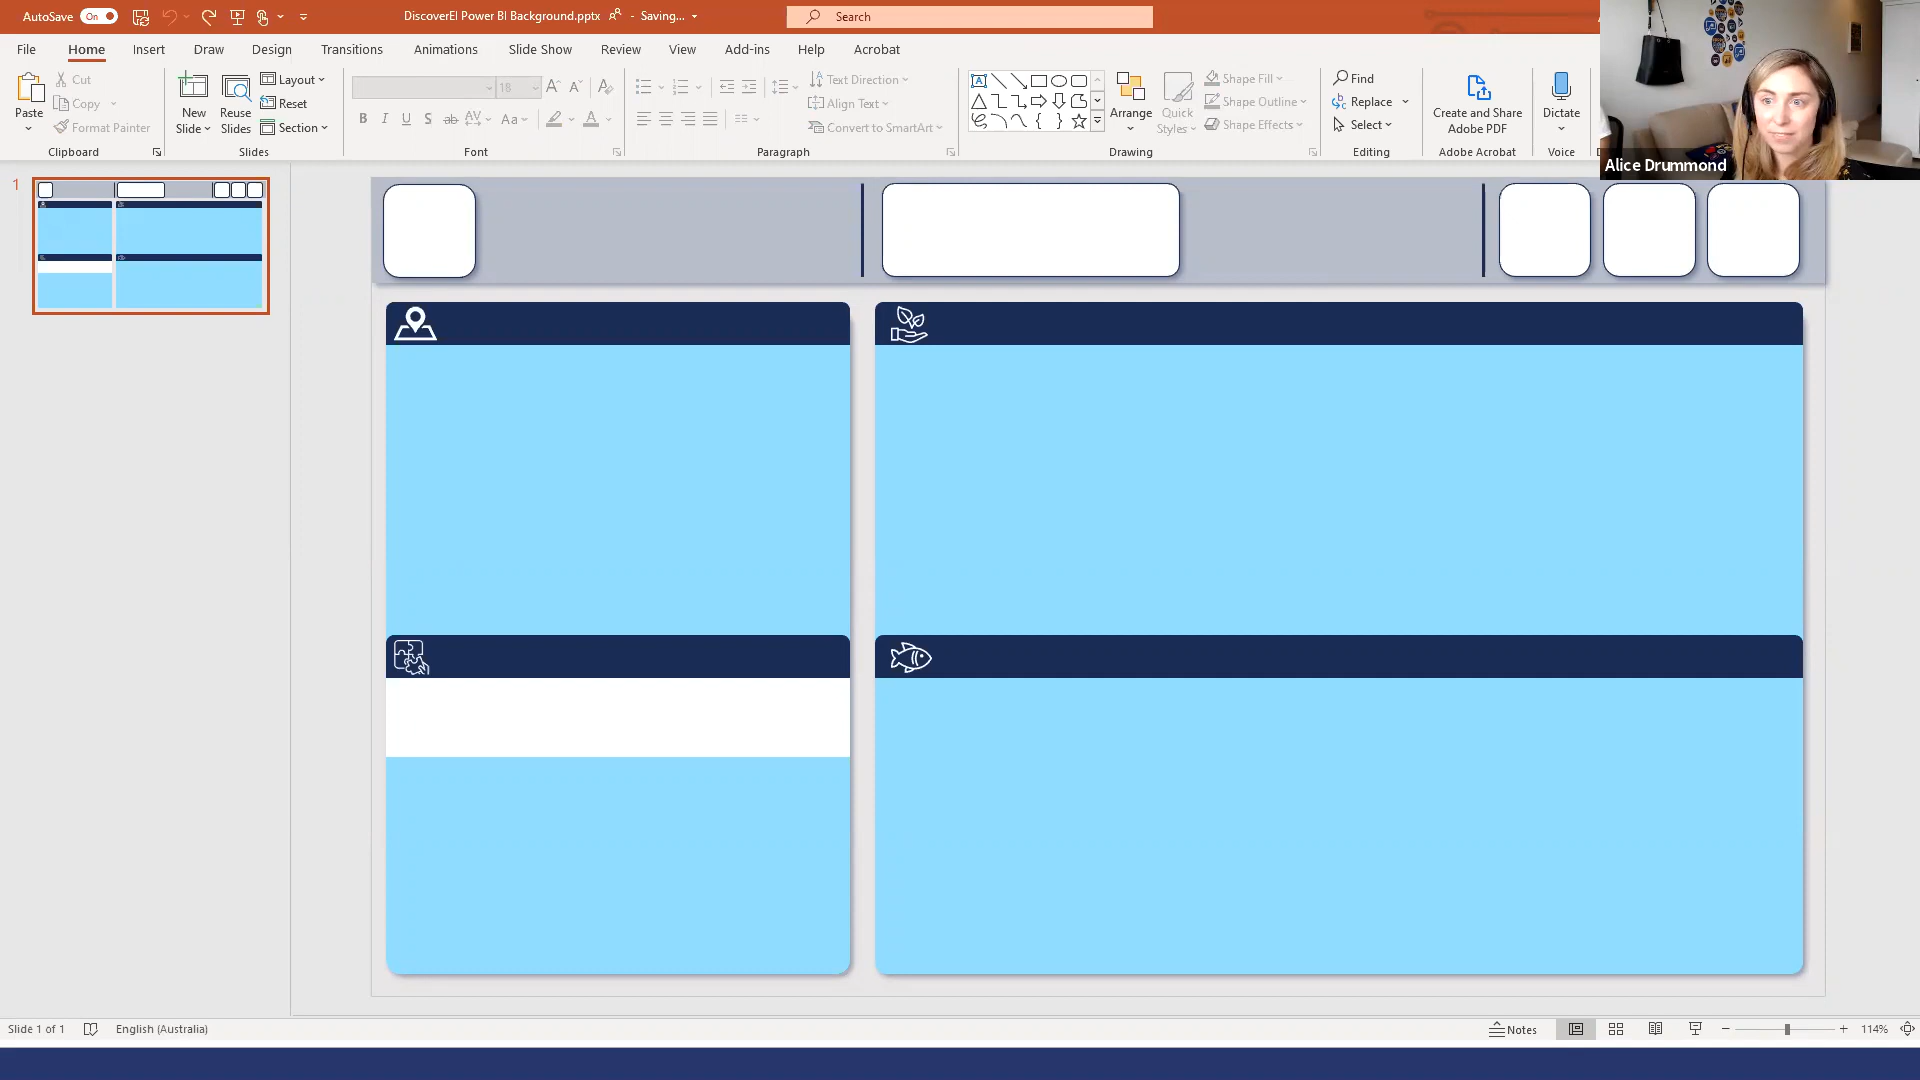 AutoSave On DiscoverEI Power BI Background.pptx - Saving... Search
File Home Insert Draw Design Transitions Animations Slide Show Review View Add-ins Help Acrobat
Paste
Cut
Copy
Format Painter
Clipboard
New Slide
Reuse Slides
Layout
Reset
Section
Slides
18
B I U S ab AV Aa A
Font
Text Direction
Align Text
Convert to SmartArt
Paragraph
Arrange
Quick Styles
Shape Fill
Shape Outline
Shape Effects
Drawing
Find
Replace
Select
Editing
Create and Share Adobe PDF
Adobe Acrobat
Dictate
Voice
Alice Drummond
1
Slide 1 of 1 English (Australia) Notes 114%